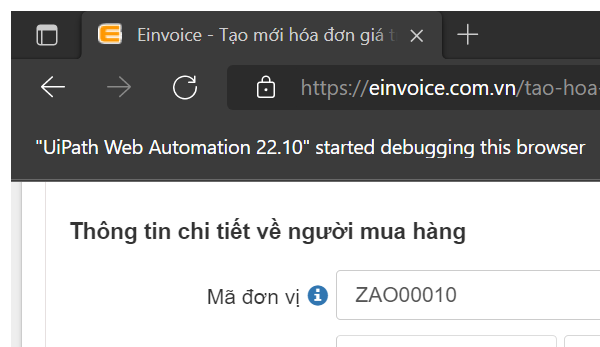 Einvoice - Tạo mới hóa đơn giá t
https://einvoice.com.vn/tao-hoa-
"UiPath Web Automation 22.10" started debugging this browser
Thông tin chi tiết về người mua hàng
Mã đơn vị
ZAO00010